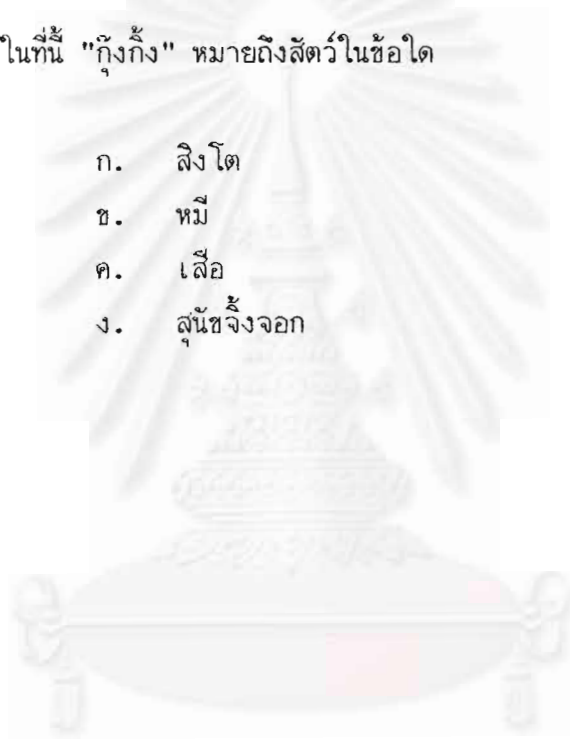 ในที่นี้ "กุ๊งกิ้ง" หมายถึงสัตว์ในข้อใด
ก. สิงโต
ข. หมี
ค. เสือ
ง. สุนัขจิ้งจอก